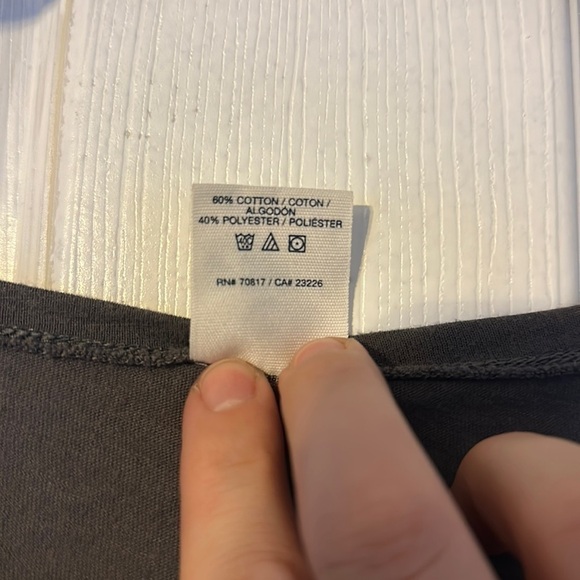 60% COTTON / COTON /
ALGODÓN
40% POLYESTER / POLIÉSTER
RN# 70817 / CA# 23226